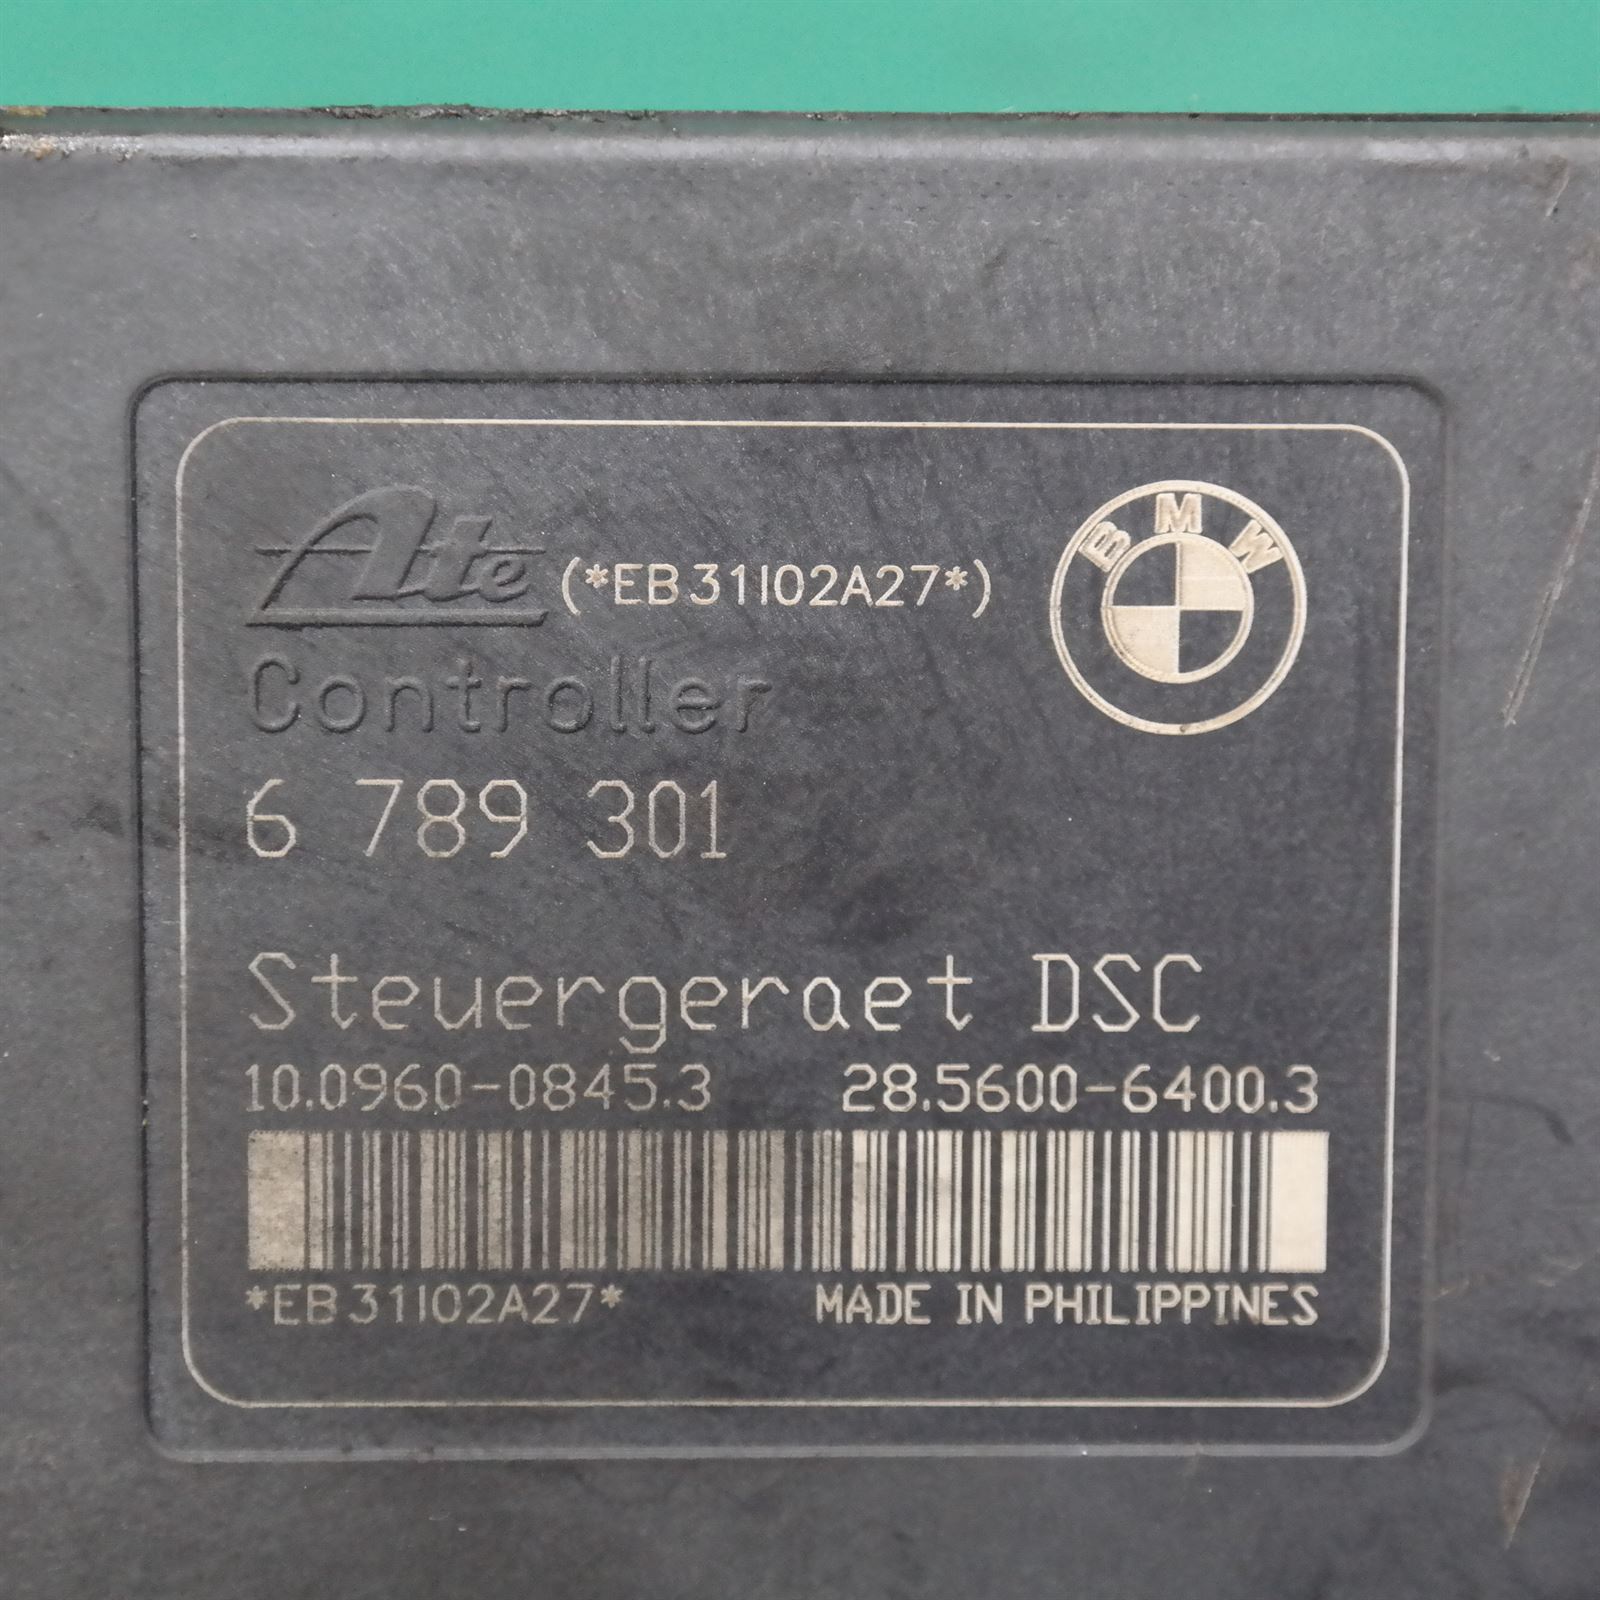 Ate (*EB31I02A27*)
BMW
Controller
6 789 301
Steuergeraet DSC
10.0960-0845.3 28.5600-6400.3
*EB31I02A27* MADE IN PHILIPPINES